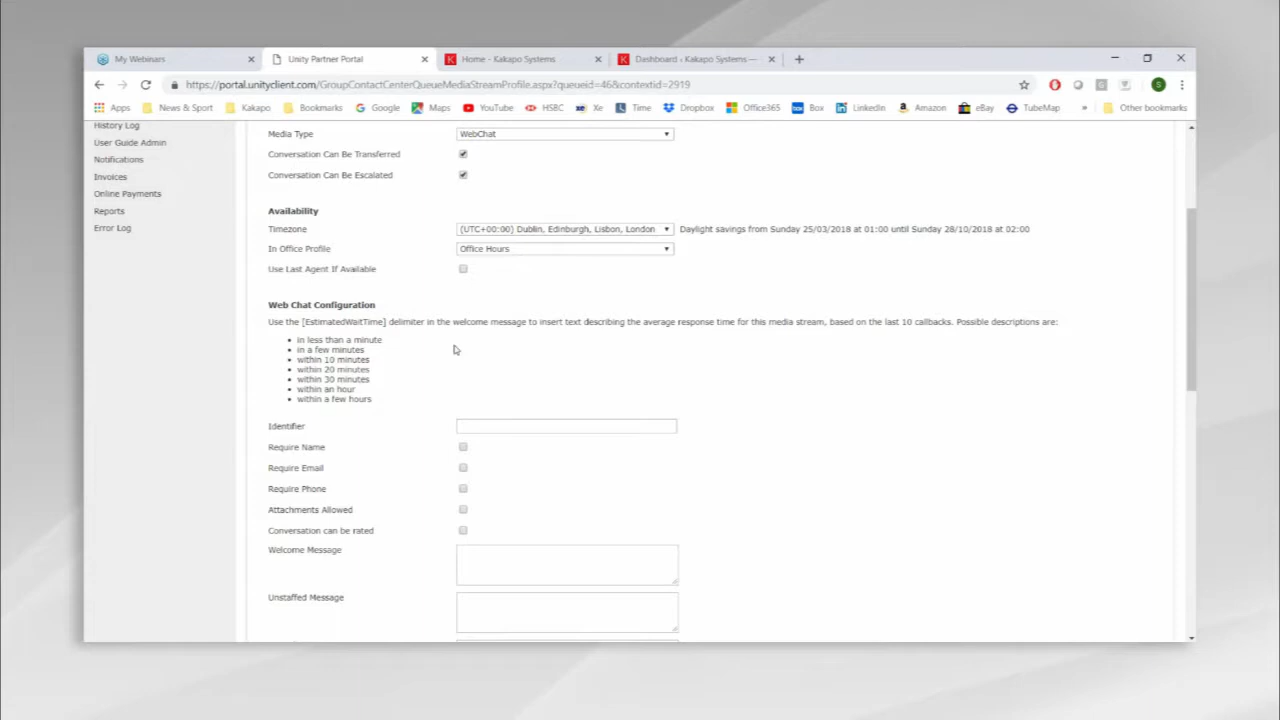 My Webinars
Unity Partner Portal
Home - Kakapo Systems
Dashboard ‹ Kakapo Systems —
https://portal.unityclient.com/GroupContactCenterQueueMediaStreamProfile.aspx?queueid=46&contextid=2919
Apps News & Sport Kakapo Bookmarks Google Maps YouTube HSBC Xe Time Dropbox Office365 Box LinkedIn Amazon eBay TubeMap » Other bookmarks
History Log
User Guide Admin
Notifications
Invoices
Online Payments
Reports
Error Log
Media Type WebChat
Conversation Can Be Transferred
Conversation Can Be Escalated
Availability
Timezone (UTC+00:00) Dublin, Edinburgh, Lisbon, London Daylight savings from Sunday 25/03/2018 at 01:00 until Sunday 28/10/2018 at 02:00
In Office Profile Office Hours
Use Last Agent If Available
Web Chat Configuration
Use the [EstimatedWaitTime] delimiter in the welcome message to insert text describing the average response time for this media stream, based on the last 10 callbacks. Possible descriptions are:
• in less than a minute
• in a few minutes
• within 10 minutes
• within 20 minutes
• within 30 minutes
• within an hour
• within a few hours
Identifier
Require Name
Require Email
Require Phone
Attachments Allowed
Conversation can be rated
Welcome Message
Unstaffed Message